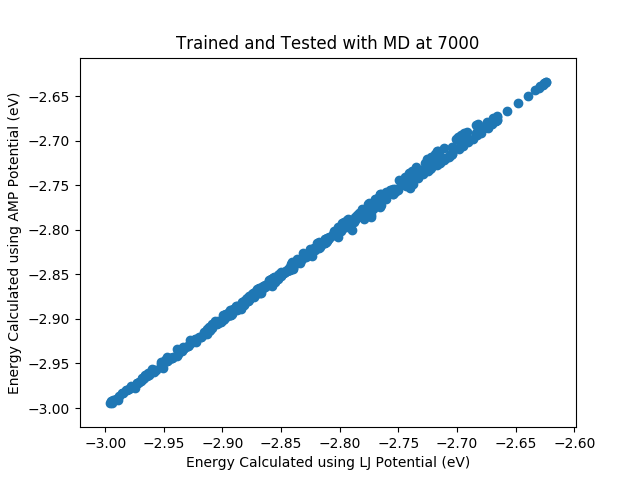 Trained and Tested with MD at 7000
Energy Calculated using AMP Potential (eV)
−2.65
−2.70
−2.75
−2.80
−2.85
−2.90
−2.95
−3.00
−3.00 −2.95 −2.90 −2.85 −2.80 −2.75 −2.70 −2.65 −2.60
Energy Calculated using LJ Potential (eV)